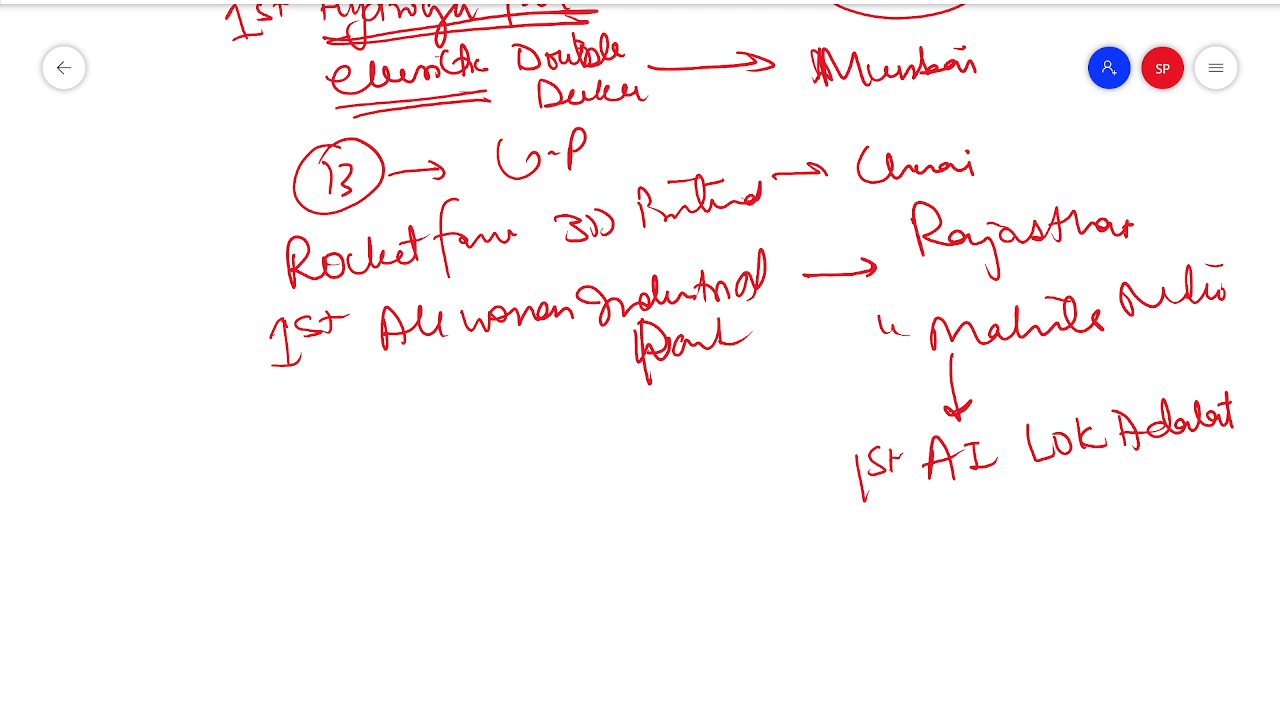 1st Hydrogen
electric Double Decker → Mumbai
13 → U-P
Rocket 3D Printed → Chennai
1st All women Industrial Park → Rajasthan
" Mahila Nidhi
↓
1st AI LOK Adalat
SP